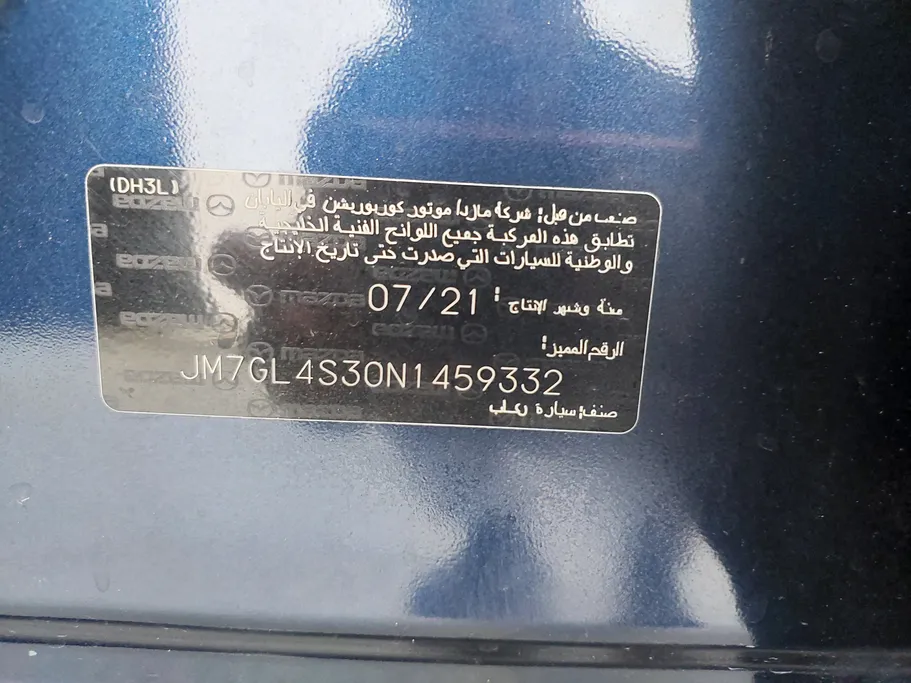 (DH3L)
صنعت من قبل: شركة مازدا موتور كوربوريشن في اليابان
تطابق هذه المركبة جميع اللوائح الفنية الخليجية
والوطنية للسيارات التي صدرت حتى تاريخ الإنتاج
سنة وشهر الإنتاج: 07/21
الرقم المميز:
JM7GL4S30N1459332
صنف: سيارة ركاب